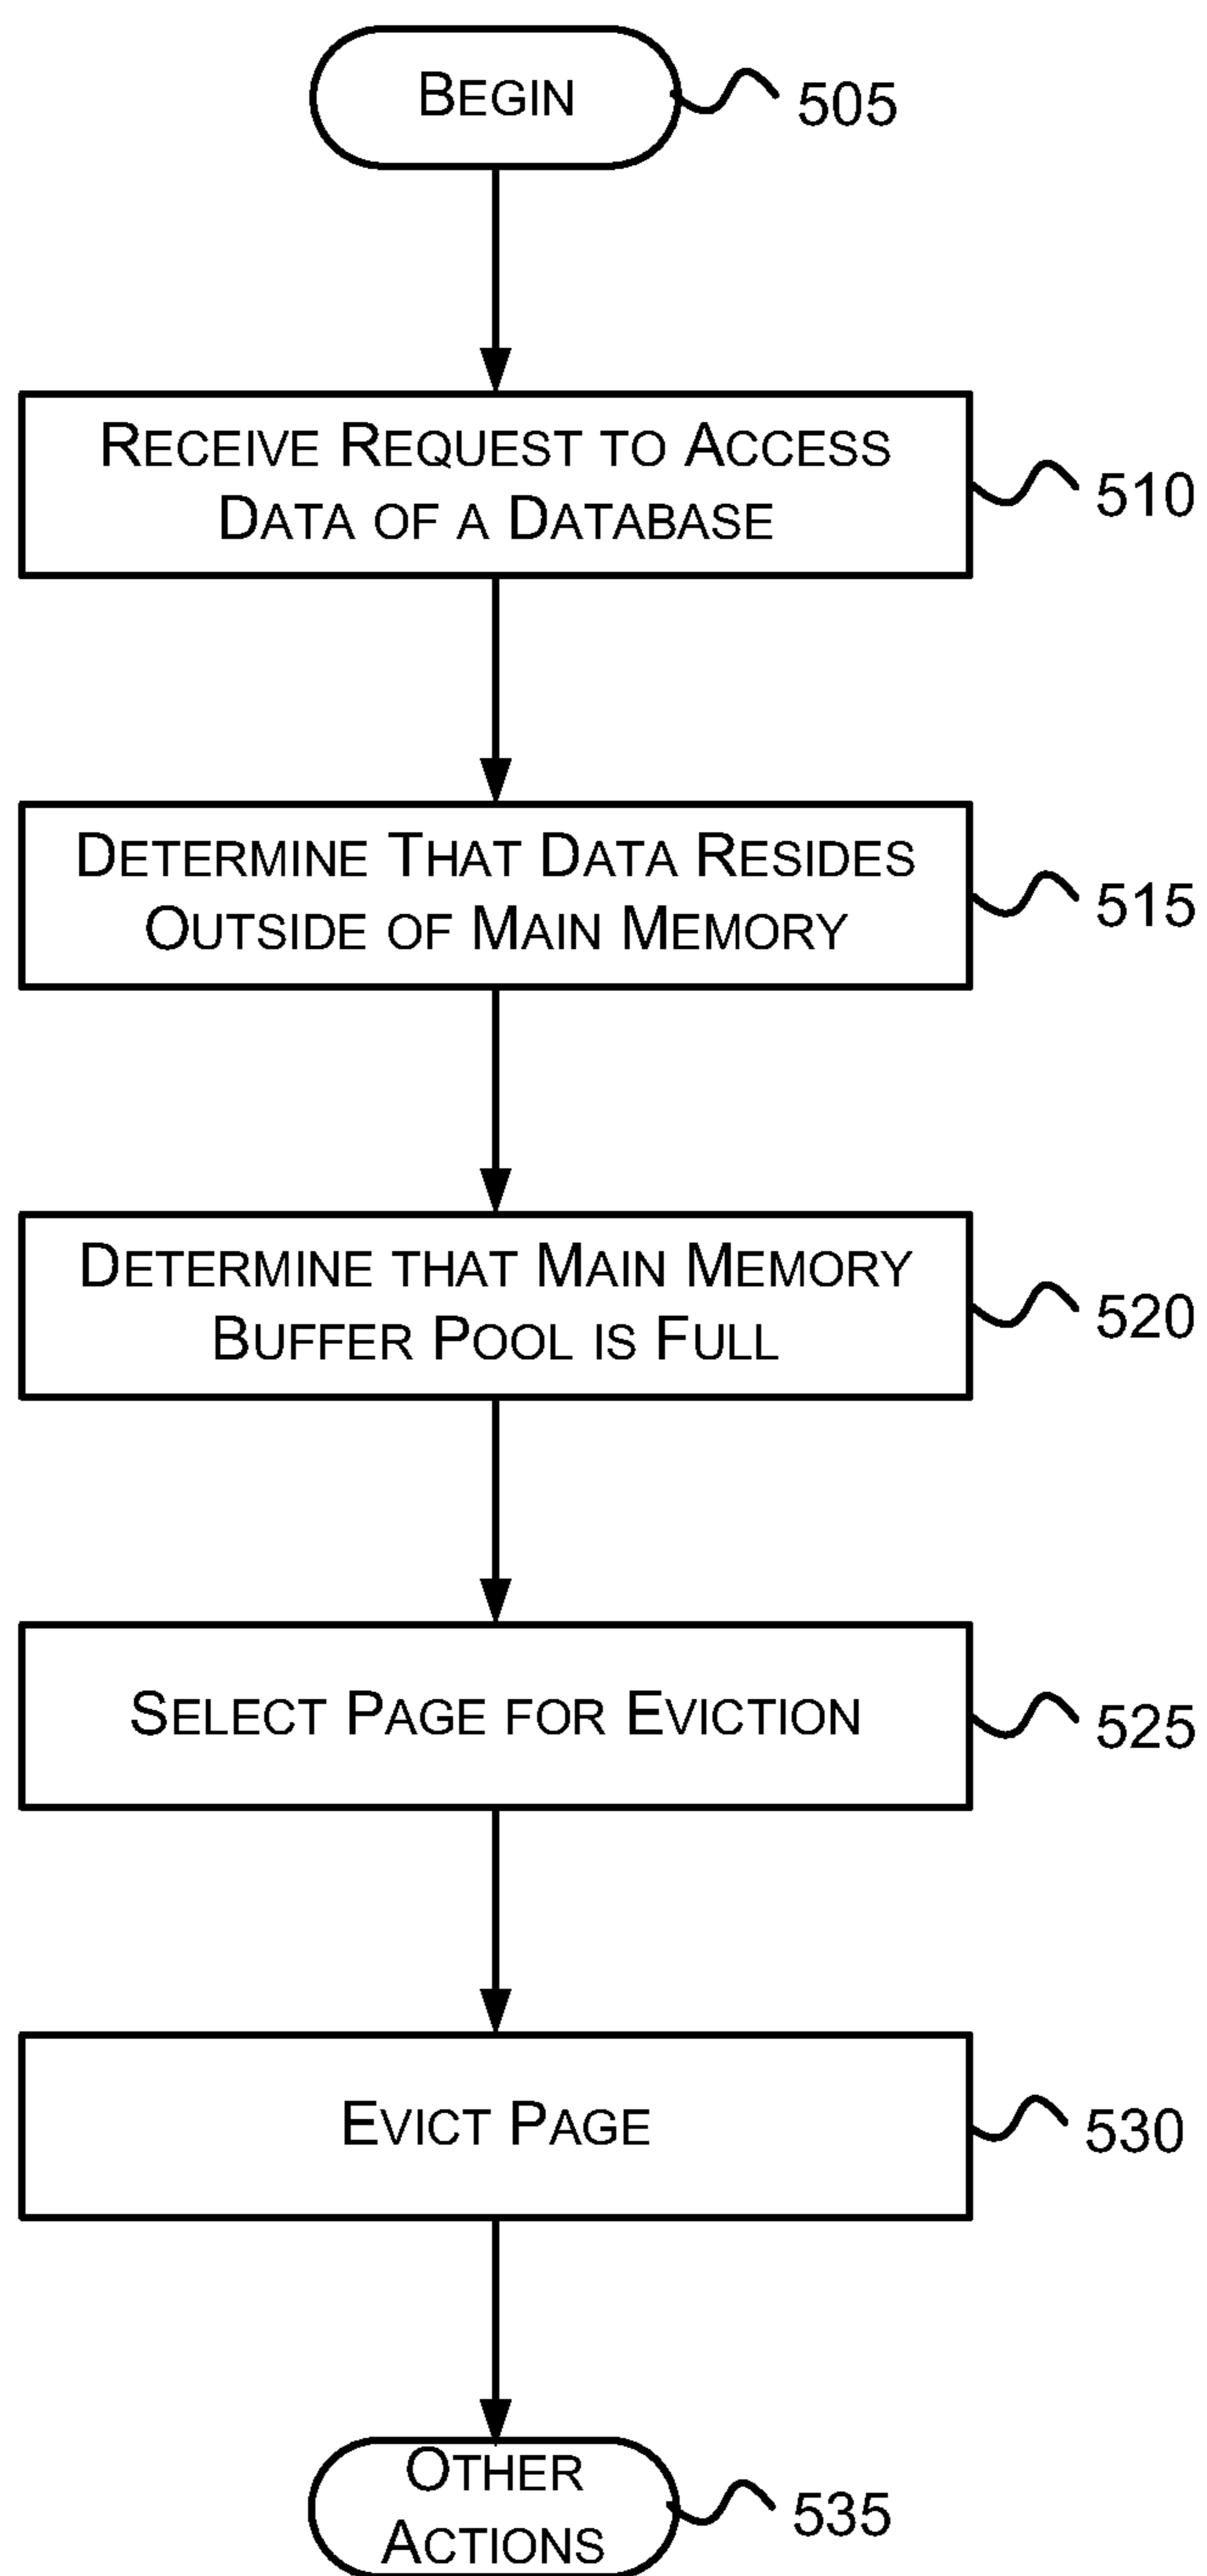 BEGIN
505
RECEIVE REQUEST TO ACCESS
DATA OF A DATABASE
510
DETERMINE THAT DATA RESIDES
OUTSIDE OF MAIN MEMORY
515
DETERMINE THAT MAIN MEMORY
BUFFER POOL IS FULL
520
SELECT PAGE FOR EVICTION
525
EVICT PAGE
530
OTHER
ACTIONS
535